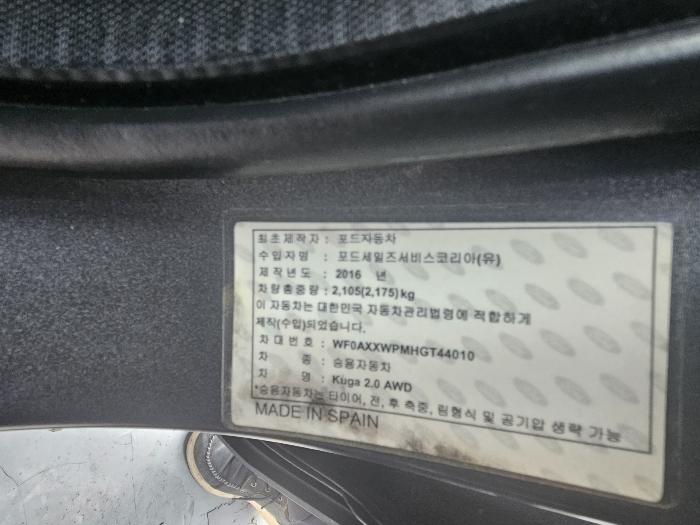 최초제작자 : 포드자동차
수입자명 : 포드세일즈서비스코리아(유)
제작년도 : 2016 년
차량총중량 : 2,105(2,175)kg
이 자동차는 대한민국 자동차관리법령에 적합하게
제작(수입)되었습니다.
차대번호 : WF0AXXWPMHGT44010
차 종 : 승용자동차
차 명 : Kuga 2.0 AWD
*승용자동차는 타이어, 전, 후 축중, 림형식 및 공기압 생략 가능
MADE IN SPAIN